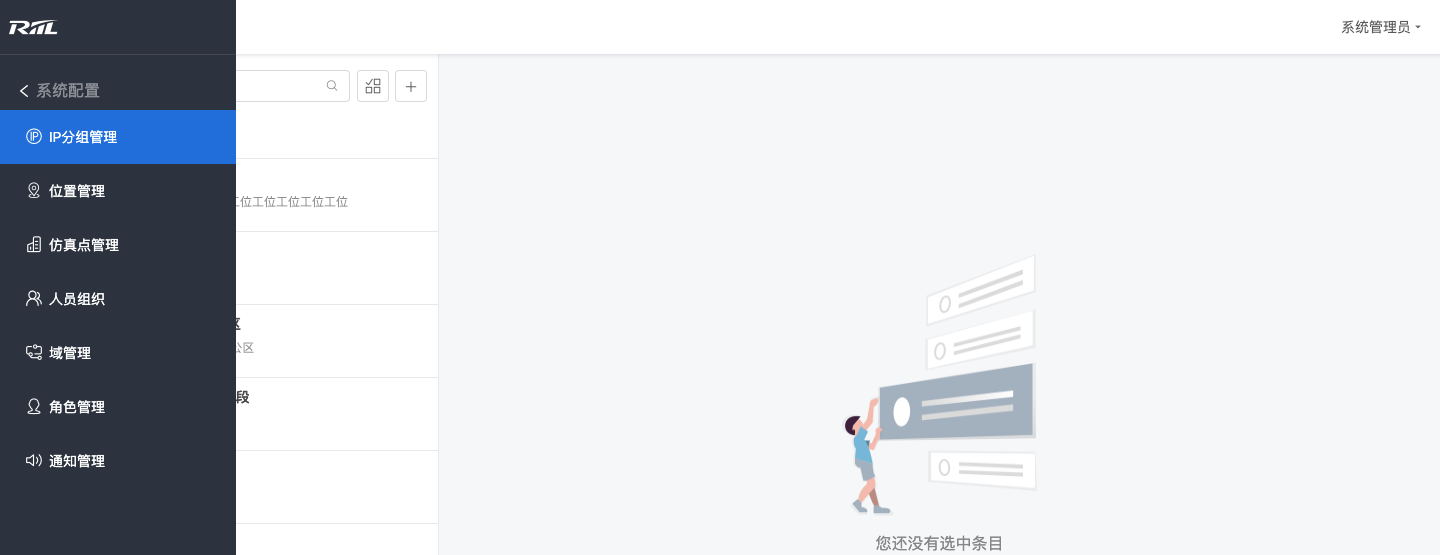 RIIL
系统管理员
系统配置
IP分组管理
位置管理
工位工位工位工位工位
仿真点管理
人员组织
区
公区
域管理
段
角色管理
通知管理
您还没有选中条目